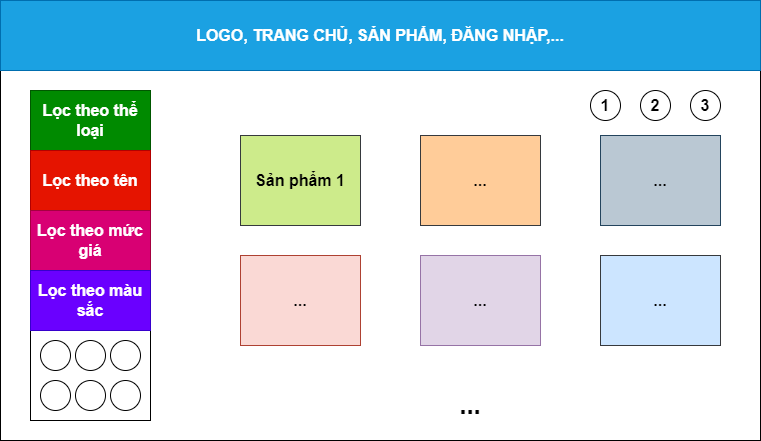 LOGO, TRANG CHỦ, SẢN PHẨM, ĐĂNG NHẬP,...
Lọc theo thể
loại
Lọc theo tên
Lọc theo mức
giá
Lọc theo màu
sắc
1 2 3
Sản phẩm 1 ... ...
... ... ...
...